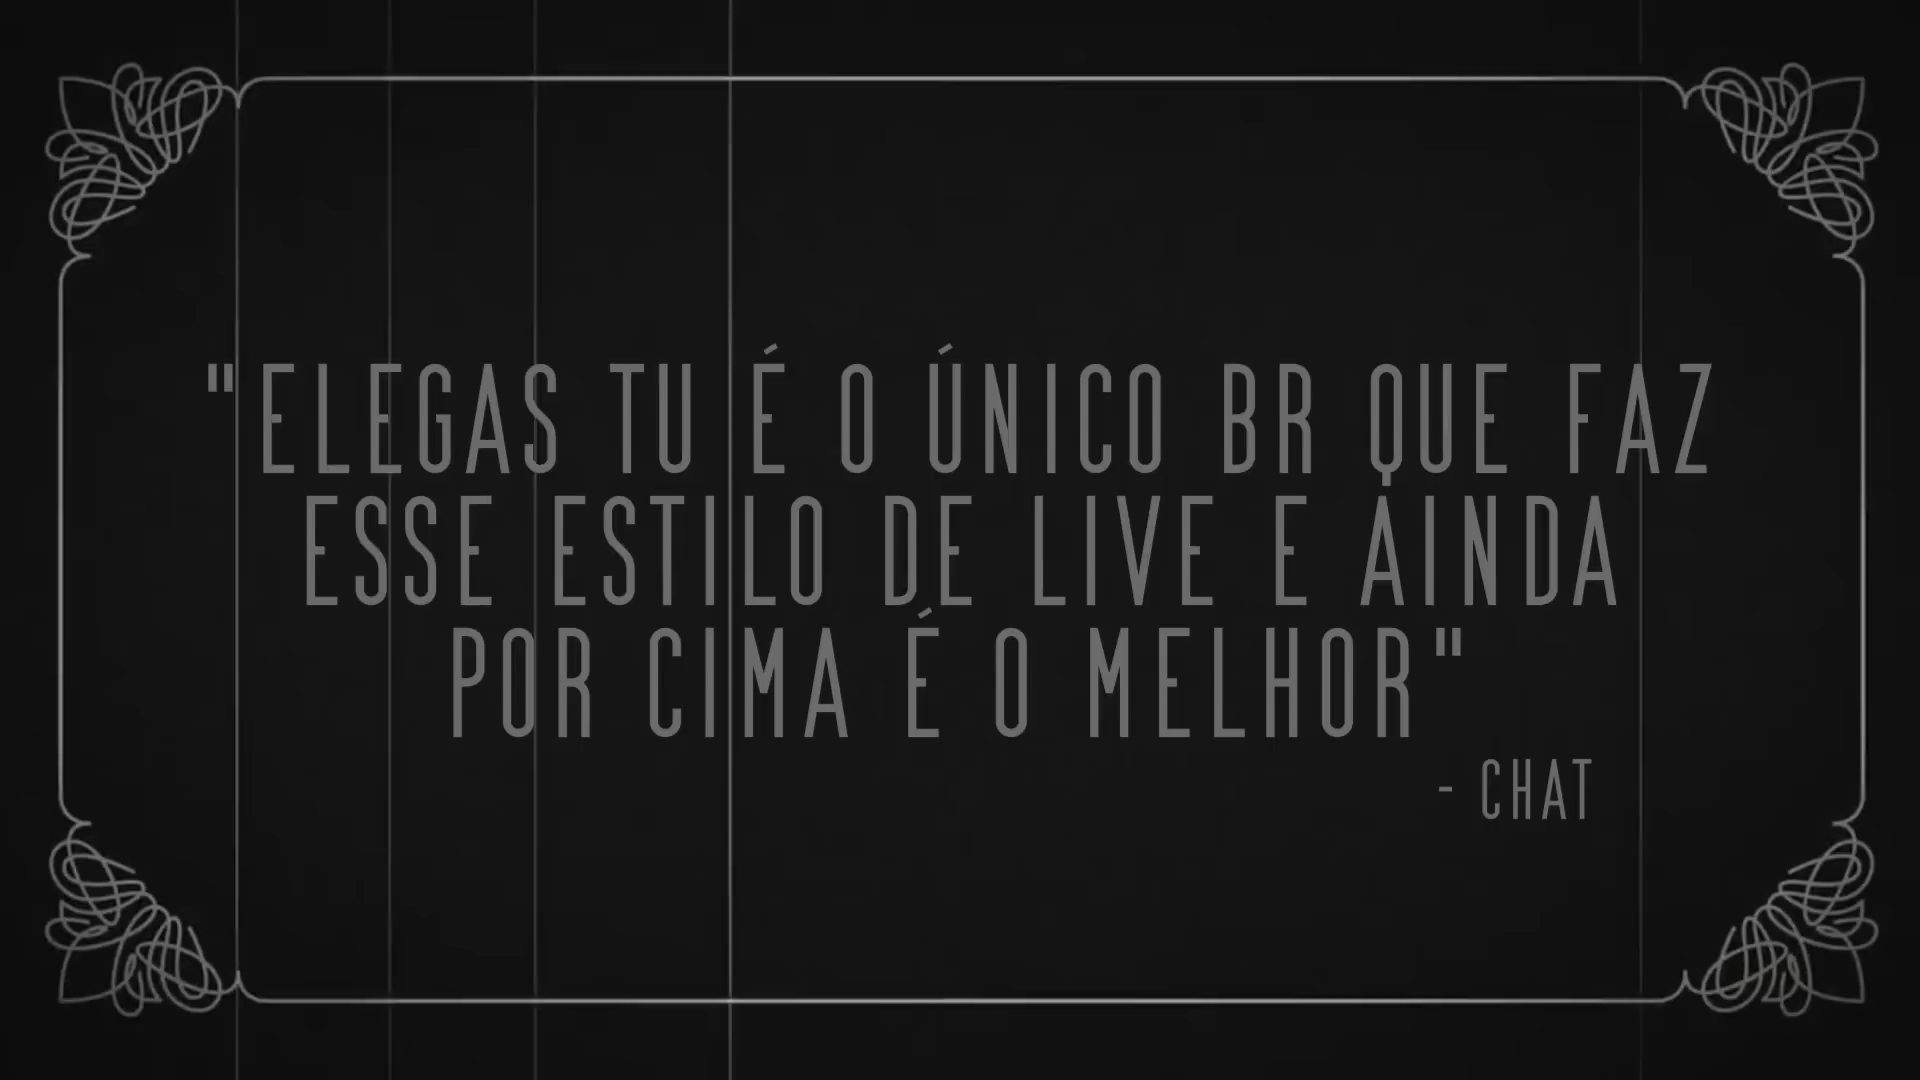 "ELEGAS TU É O ÚNICO BR QUE FAZ
ESSE ESTILO DE LIVE E AINDA
POR CIMA É O MELHOR"
- CHAT